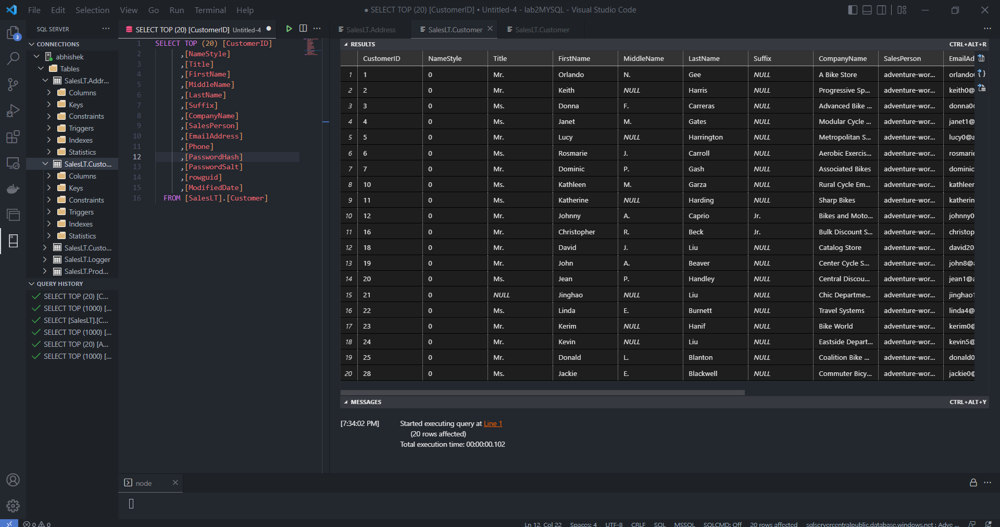 File Edit Selection View Go Run Terminal Help
● SELECT TOP (20) [CustomerID] • Untitled-4 - lab2MYSQL - Visual Studio Code
3
SQL SERVER ...
CONNECTIONS
abhishek
Tables
SalesLT.Addr...
Columns
Keys
Constraints
Triggers
Indexes
Statistics
SalesLT.Custo...
Columns
Keys
Constraints
Triggers
Indexes
Statistics
SalesLT.Custo...
SalesLT.Logger
SalesLT.Prod...
QUERY HISTORY
SELECT TOP (20) [C...
SELECT TOP (1000) [...
SELECT [SalesLT].[C...
SELECT TOP (1000) [...
SELECT TOP (20) [A...
SELECT TOP (1000) [...
SELECT TOP (20) [CustomerID] Untitled-4 ●
1 SELECT TOP (20) [CustomerID]
2 ,[NameStyle]
3 ,[Title]
4 ,[FirstName]
5 ,[MiddleName]
6 ,[LastName]
7 ,[Suffix]
8 ,[CompanyName]
9 ,[SalesPerson]
10 ,[EmailAddress]
11 ,[Phone]
12 ,[PasswordHash]
13 ,[PasswordSalt]
14 ,[rowguid]
15 ,[ModifiedDate]
16 FROM [SalesLT].[Customer]
SalesLT.Address SalesLT.Customer SalesLT.Customer
RESULTS CTRL+ALT+R
CustomerID NameStyle Title FirstName MiddleName LastName Suffix CompanyName SalesPerson EmailAd
1 1 0 Mr. Orlando N. Gee NULL A Bike Store adventure-wor... orlando
2 2 0 Mr. Keith NULL Harris NULL Progressive Sp... adventure-wor... keith0@
3 3 0 Ms. Donna F. Carreras NULL Advanced Bike ... adventure-wor... donna0
4 4 0 Ms. Janet M. Gates NULL Modular Cycle ... adventure-wor... janet1@
5 5 0 Mr. Lucy NULL Harrington NULL Metropolitan S... adventure-wor... lucy0@a
6 6 0 Ms. Rosmarie J. Carroll NULL Aerobic Exercis... adventure-wor... rosmarie
7 7 0 Mr. Dominic P. Gash NULL Associated Bikes adventure-wor... dominic
8 10 0 Ms. Kathleen M. Garza NULL Rural Cycle Em... adventure-wor... kathleen
9 11 0 Ms. Katherine NULL Harding NULL Sharp Bikes adventure-wor... katherin
10 12 0 Mr. Johnny A. Caprio Jr. Bikes and Moto... adventure-wor... johnny0
11 16 0 Mr. Christopher R. Beck Jr. Bulk Discount S... adventure-wor... christop
12 18 0 Mr. David J. Liu NULL Catalog Store adventure-wor... david20
13 19 0 Mr. John A. Beaver NULL Center Cycle S... adventure-wor... john8@a
14 20 0 Ms. Jean P. Handley NULL Central Discou... adventure-wor... jean1@a
15 21 0 NULL Jinghao NULL Liu NULL Chic Departme... adventure-wor... jinghao1
16 22 0 Ms. Linda E. Burnett NULL Travel Systems adventure-wor... linda4@
17 23 0 Mr. Kerim NULL Hanif NULL Bike World adventure-wor... kerim0@
18 24 0 Mr. Kevin NULL Liu NULL Eastside Depart... adventure-wor... kevin5@
19 25 0 Mr. Donald L. Blanton NULL Coalition Bike ... adventure-wor... donald0
20 28 0 Ms. Jackie E. Blackwell NULL Commuter Bicy... adventure-wor... jackie0@
MESSAGES CTRL+ALT+Y
[7:34:02 PM] Started executing query at Line 1
(20 rows affected)
Total execution time: 00:00:00.102
node
0 0 Ln 12, Col 22 Spaces: 4 UTF-8 CRLF SQL MSSQL SQLCMD: Off 20 rows affected sqlservercentralpublic.database.windows.net : Adve ...